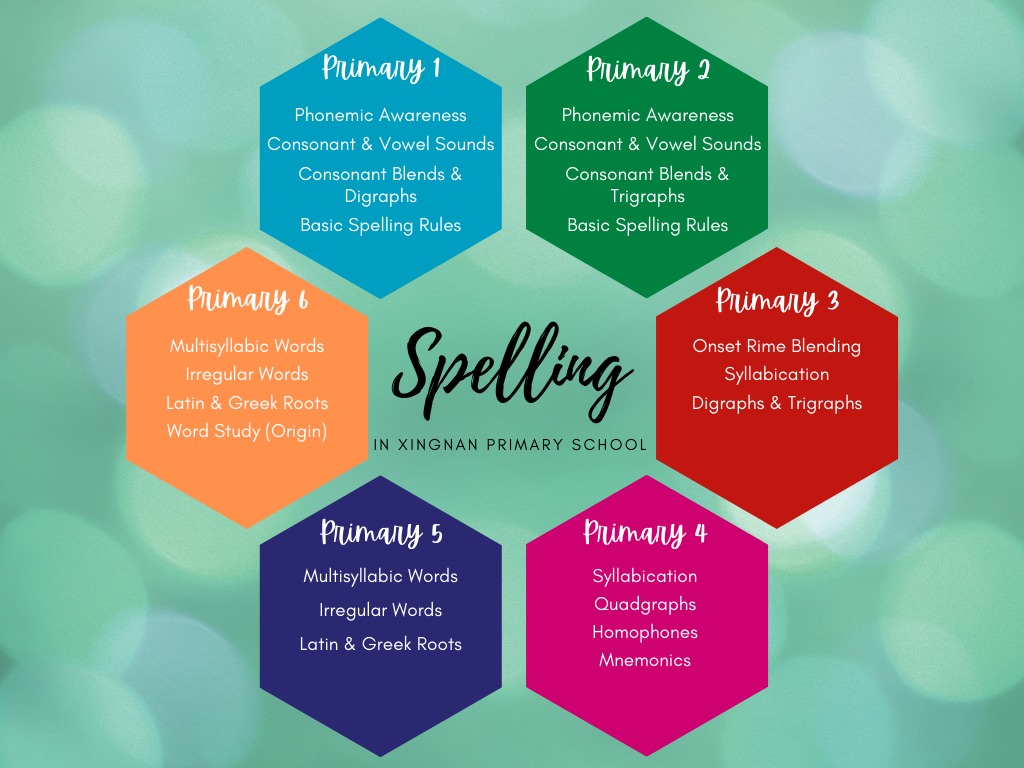 Primary 1
Phonemic Awareness
Consonant & Vowel Sounds
Consonant Blends &
Digraphs
Basic Spelling Rules
Primary 2
Phonemic Awareness
Consonant & Vowel Sounds
Consonant Blends &
Trigraphs
Basic Spelling Rules
Primary 6
Multisyllabic Words
Irregular Words
Latin & Greek Roots
Word Study (Origin)
Spelling
IN XINGNAN PRIMARY SCHOOL
Primary 3
Onset Rime Blending
Syllabication
Digraphs & Trigraphs
Primary 5
Multisyllabic Words
Irregular Words
Latin & Greek Roots
Primary 4
Syllabication
Quadgraphs
Homophones
Mnemonics